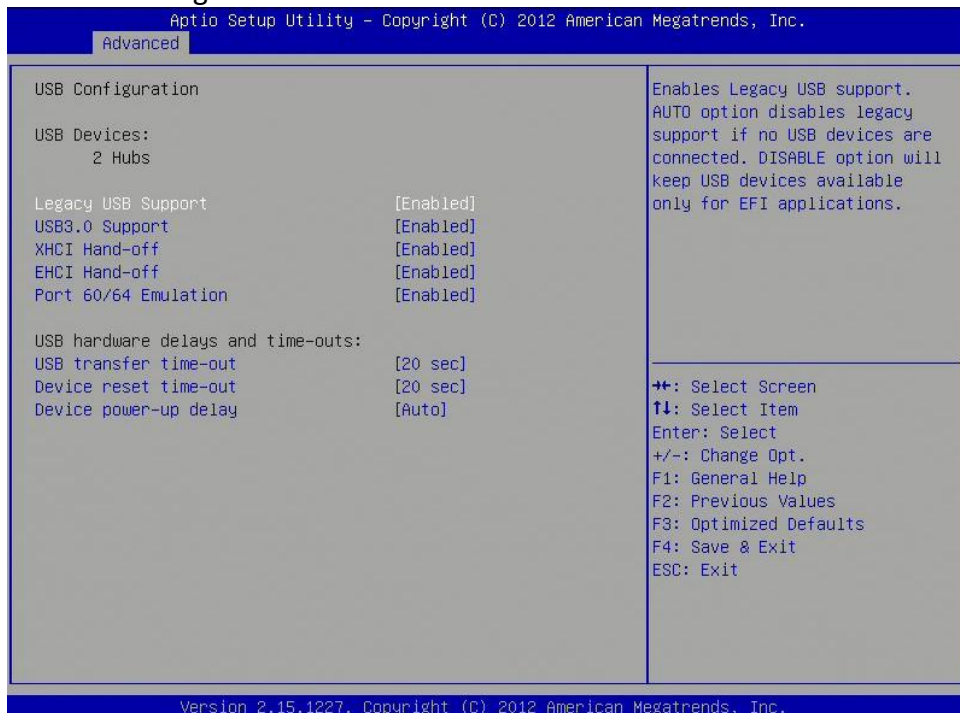 Aptio Setup Utility – Copyright (C) 2012 American Megatrends, Inc.
Advanced
USB Configuration
USB Devices:
2 Hubs
Legacy USB Support [Enabled]
USB3.0 Support [Enabled]
XHCI Hand-off [Enabled]
EHCI Hand-off [Enabled]
Port 60/64 Emulation [Enabled]
USB hardware delays and time-outs:
USB transfer time-out [20 sec]
Device reset time-out [20 sec]
Device power-up delay [Auto]
Enables Legacy USB support.
AUTO option disables legacy
support if no USB devices are
connected. DISABLE option will
keep USB devices available
only for EFI applications.
→←: Select Screen
↑↓: Select Item
Enter: Select
+/-: Change Opt.
F1: General Help
F2: Previous Values
F3: Optimized Defaults
F4: Save & Exit
ESC: Exit
Version 2.15.1227. Copyright (C) 2012 American Megatrends, Inc.